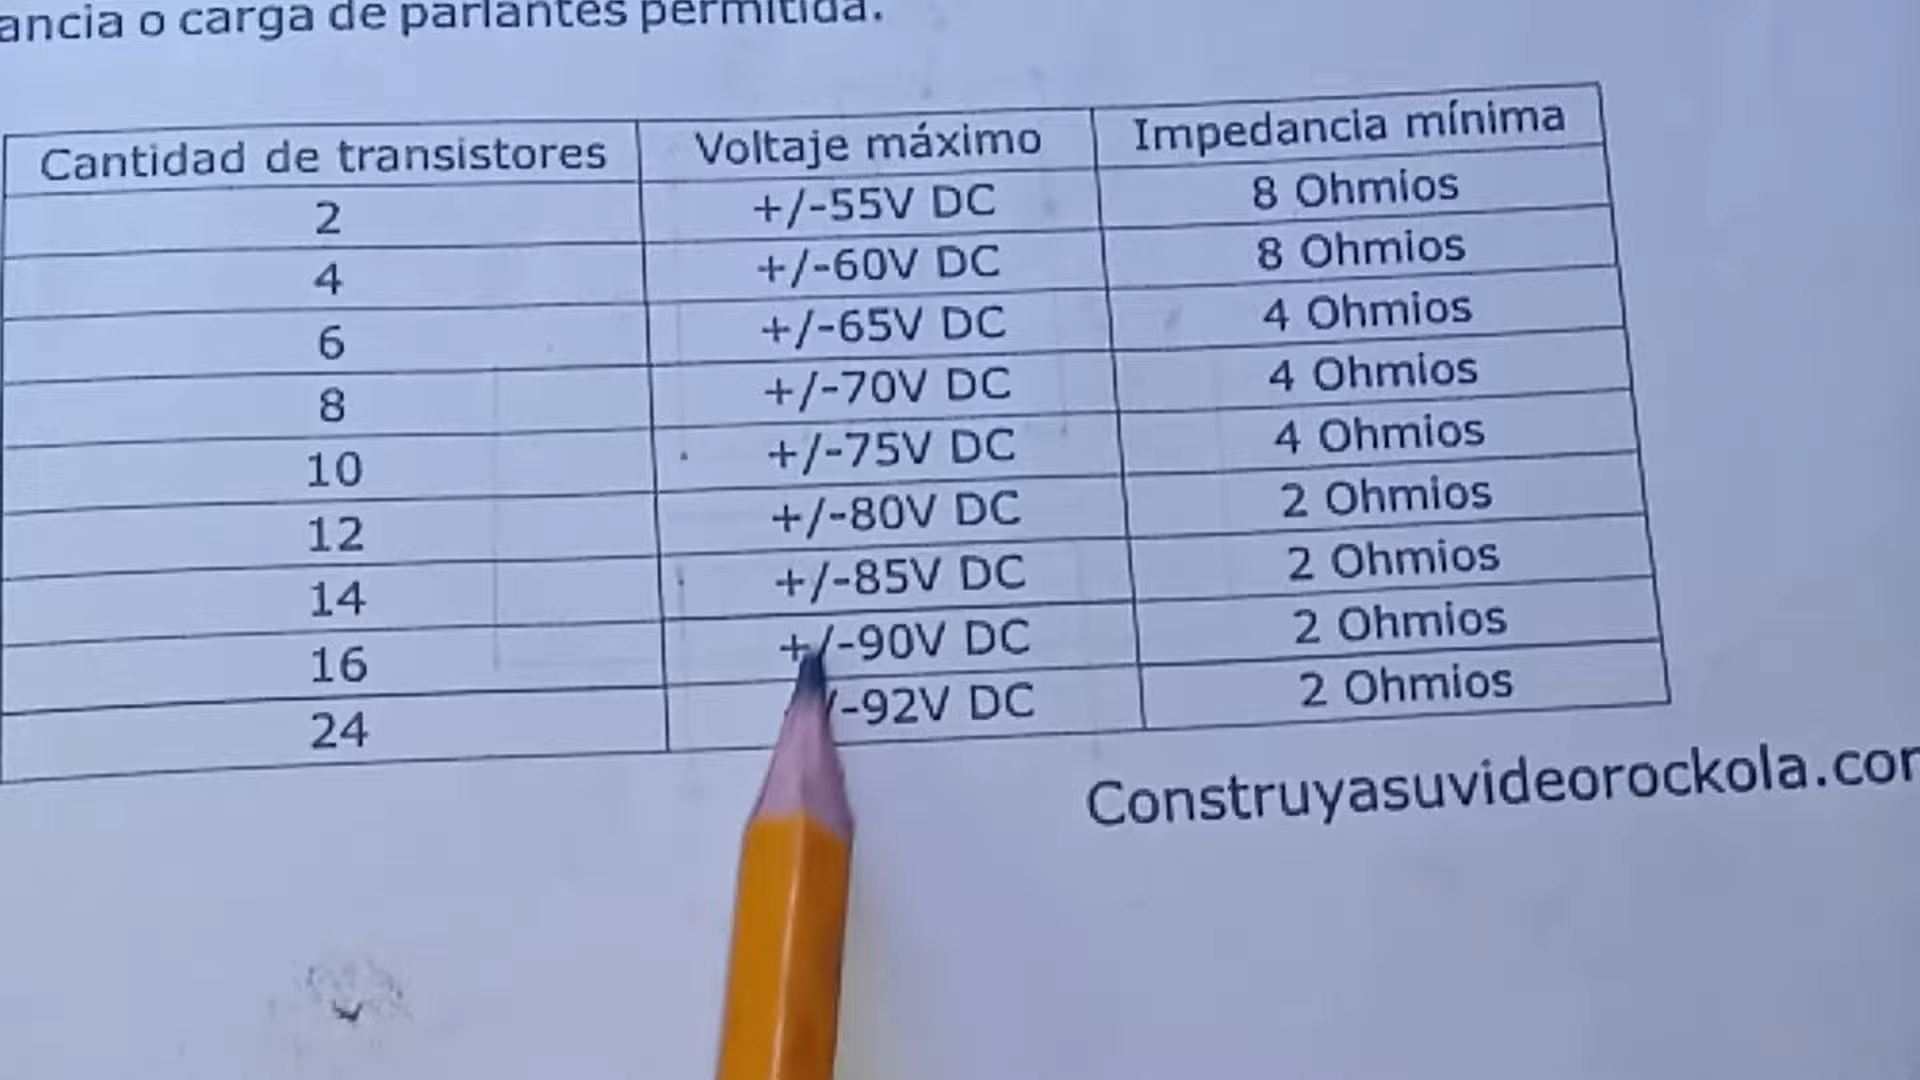 o carga de parlantes permitida.
Cantidad de transistores Voltaje máximo Impedancia mínima
2 +/-55V DC 8 Ohmios
4 +/-60V DC 8 Ohmios
6 +/-65V DC 4 Ohmios
8 +/-70V DC 4 Ohmios
10 +/-75V DC 4 Ohmios
12 +/-80V DC 2 Ohmios
14 +/-85V DC 2 Ohmios
16 +/-90V DC 2 Ohmios
24 /-92V DC 2 Ohmios
Construyasuvideorockola.cor